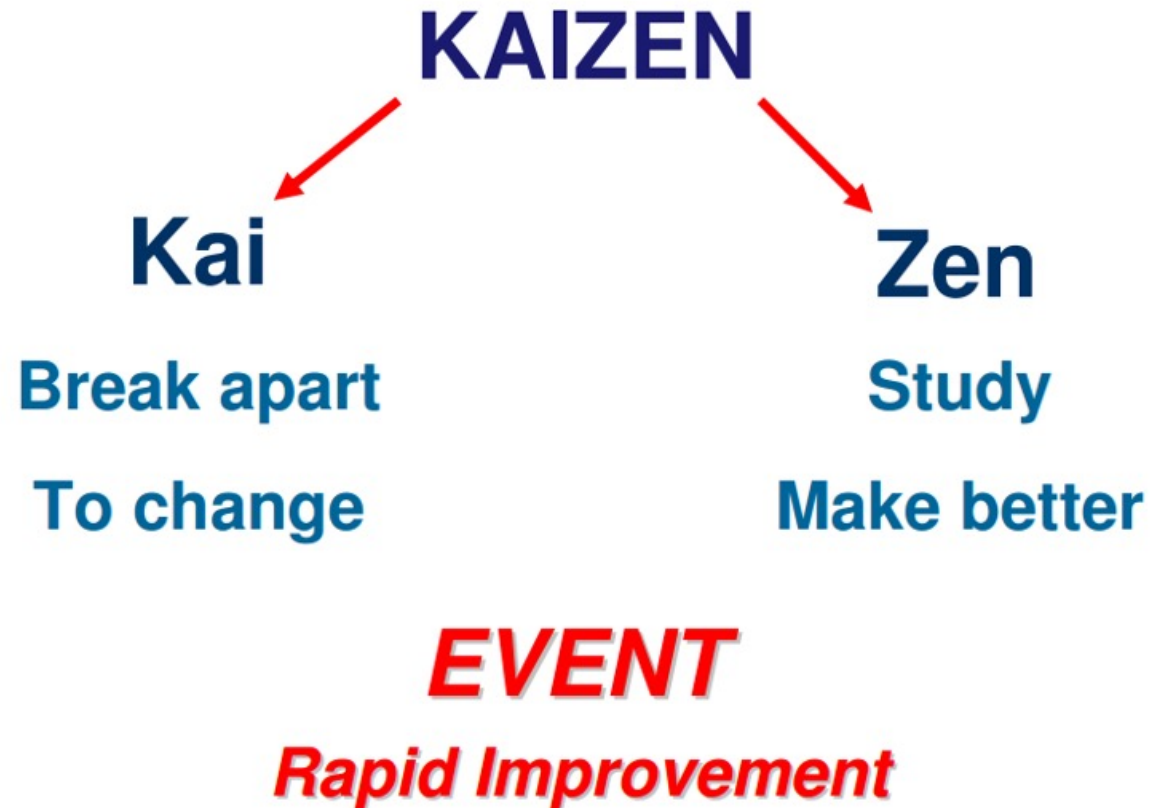 KAIZEN
Kai
Zen
Break apart
Study
To change
Make better
EVENT
Rapid Improvement